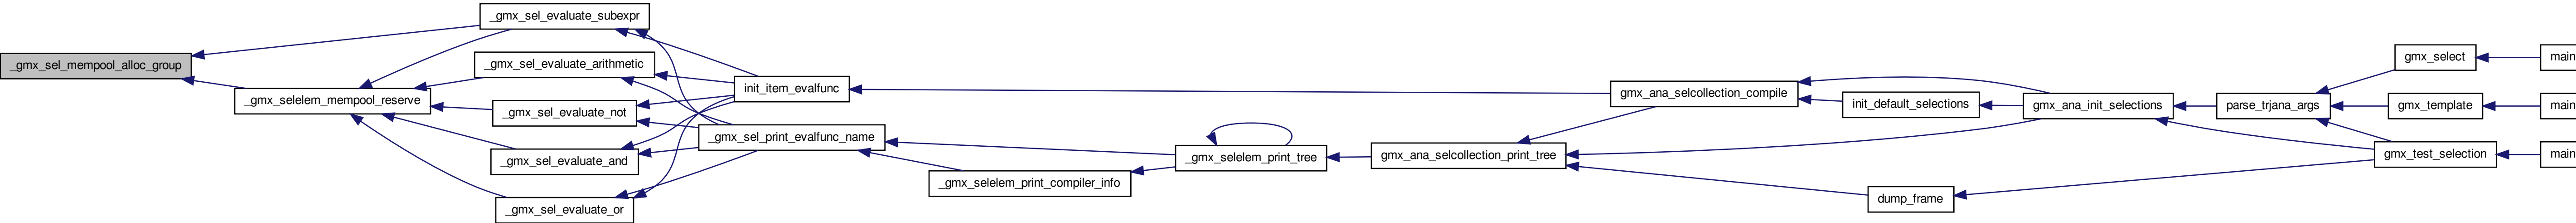 _gmx_sel_mempool_alloc_group
_gmx_sel_evaluate_subexpr
_gmx_selelem_mempool_reserve
_gmx_sel_evaluate_arithmetic
_gmx_sel_evaluate_not
_gmx_sel_evaluate_and
_gmx_sel_evaluate_or
init_item_evalfunc
_gmx_sel_print_evalfunc_name
_gmx_selelem_print_compiler_info
_gmx_selelem_print_tree
gmx_ana_selcollection_print_tree
gmx_ana_selcollection_compile
init_default_selections
dump_frame
gmx_ana_init_selections
parse_trjana_args
gmx_select
gmx_template
gmx_test_selection
main
main
main